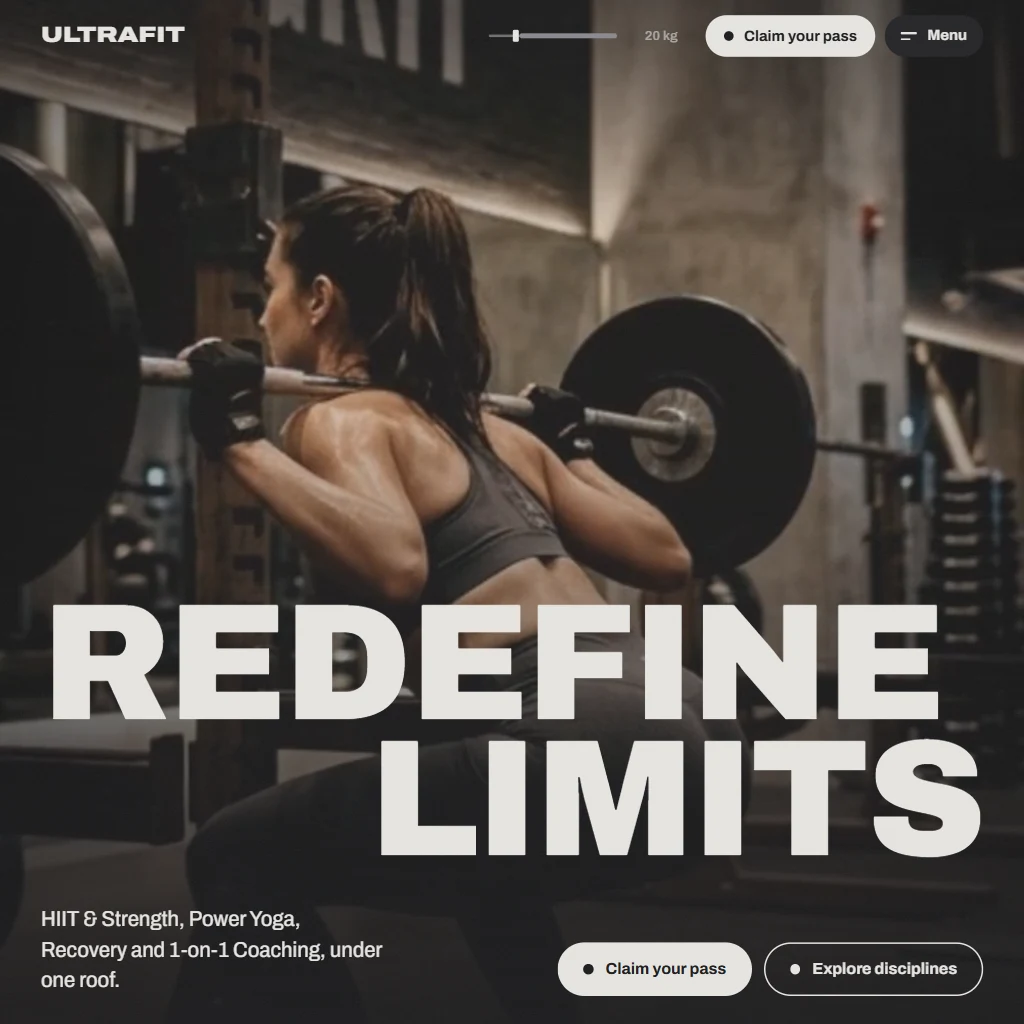 ULTRAFIT
20 kg
Claim your pass
Menu
REDEFINE
LIMITS
HIIT & Strength, Power Yoga,
Recovery and 1-on-1 Coaching, under
one roof.
Claim your pass
Explore disciplines